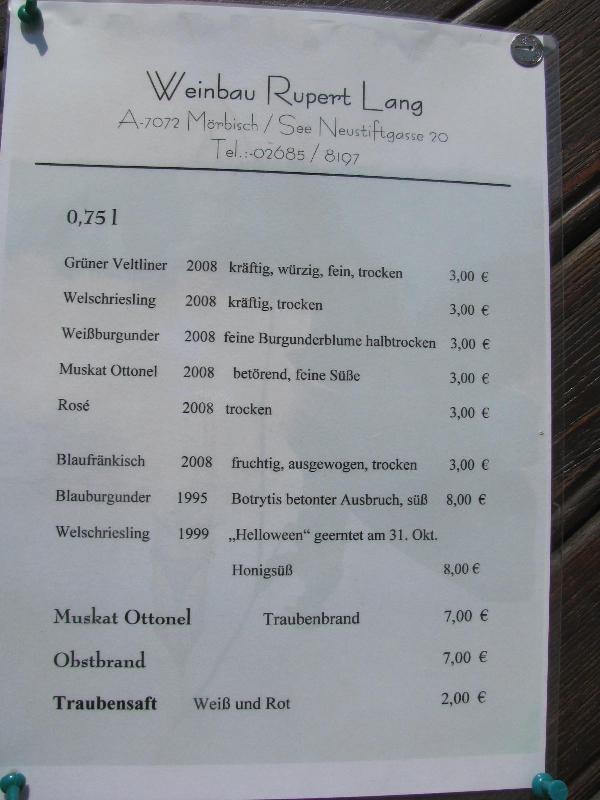 Weinbau Rupert Lang
A-7072 Mörbisch / See Neustiftgasse 20
Tel.:-02685 / 8197
0,75 l
Grüner Veltliner 2008 kräftig, würzig, fein, trocken 3,00 €
Welschriesling 2008 kräftig, trocken 3,00 €
Weißburgunder 2008 feine Burgunderblume halbtrocken 3,00 €
Muskat Ottonel 2008 betörend, feine Süße 3,00 €
Rosé 2008 trocken 3,00 €
Blaufränkisch 2008 fruchtig, ausgewogen, trocken 3,00 €
Blauburgunder 1995 Botrytis betonter Ausbruch, süß 8,00 €
Welschriesling 1999 „Helloween“ geerntet am 31. Okt.
Honigsüß 8,00 €
Muskat Ottonel Traubenbrand 7,00 €
Obstbrand 7,00 €
Traubensaft Weiß und Rot 2,00 €